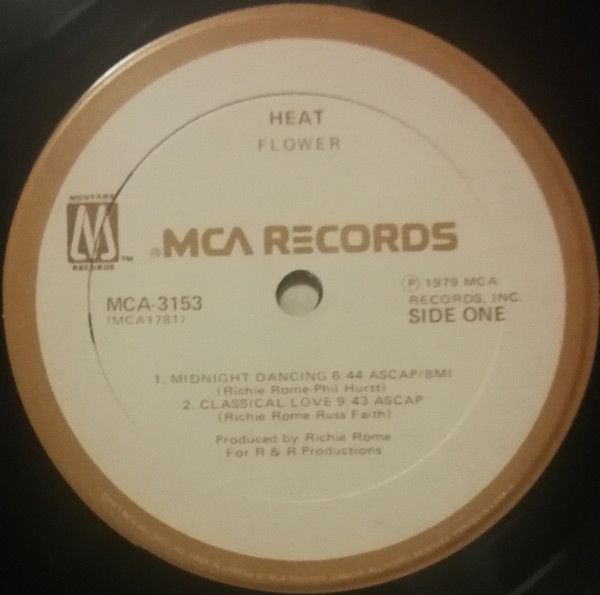 HEAT
FLOWER
MONTAGE
M
RECORDS
TM
®MCA RECORDS
MCA-3153
(MCA1781)
Ⓟ 1979 MCA
RECORDS, INC.
SIDE ONE
1. MIDNIGHT DANCING 6:44 ASCAP/BMI
(Richie Rome-Phil Hurtt)
2. CLASSICAL LOVE 9:43 ASCAP
(Richie Rome-Russ Faith)
Produced by Richie Rome
For R & R Productions